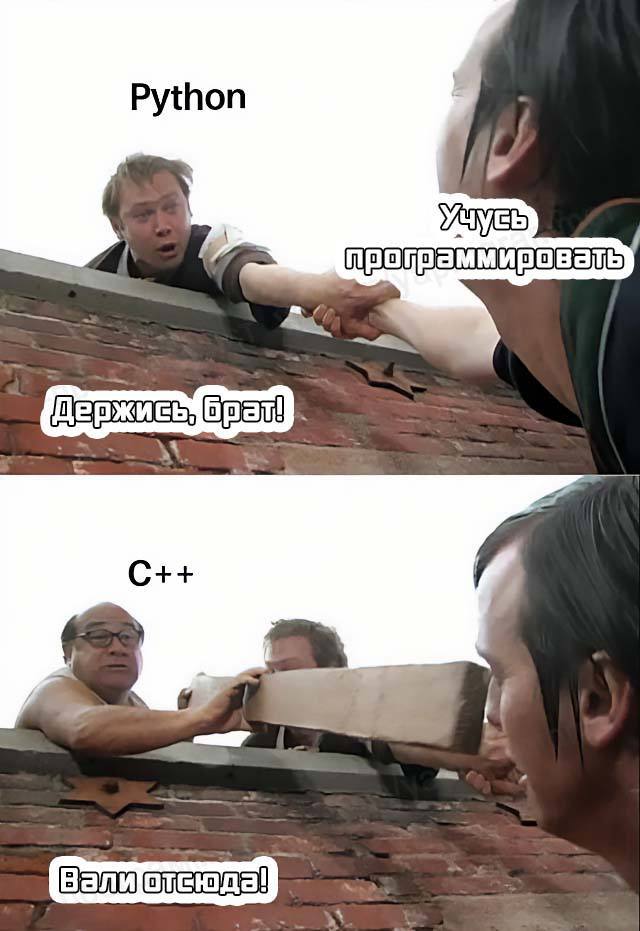 Python
Учусь
программировать
Держись, брат!
C++
Вали отсюда!